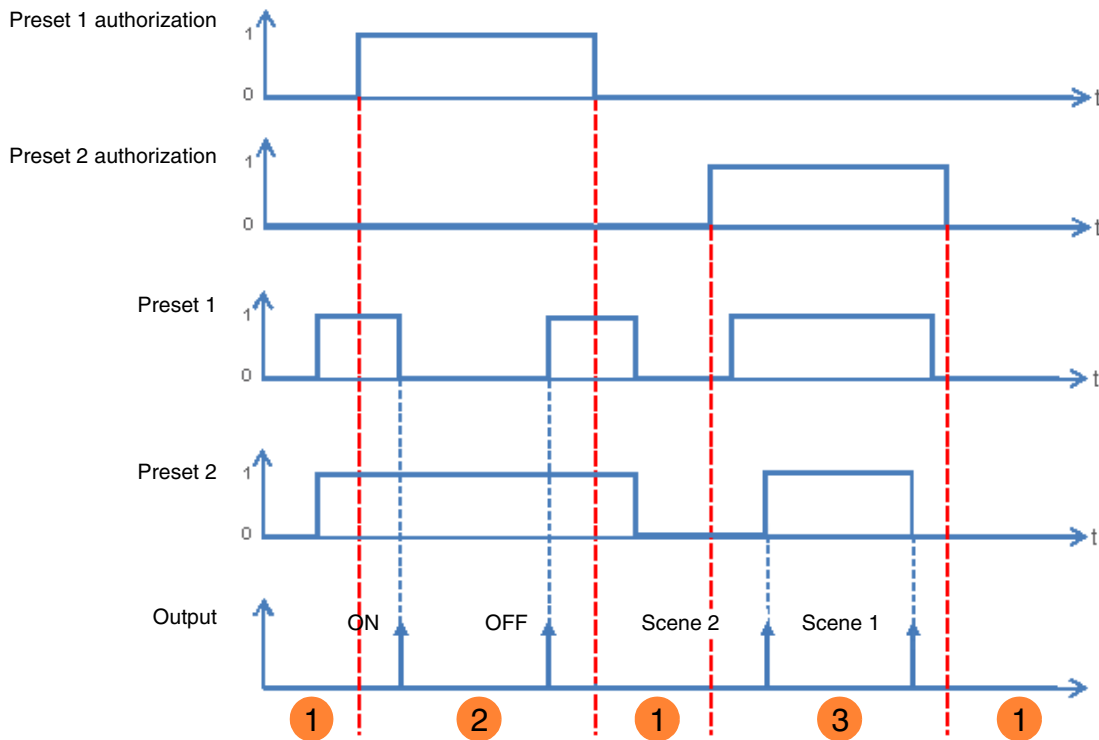 Preset 1 authorization
1
0
t
Preset 2 authorization
1
0
t
Preset 1
1
0
t
Preset 2
1
0
t
Output
ON
OFF
Scene 2
Scene 1
1
2
1
3
1